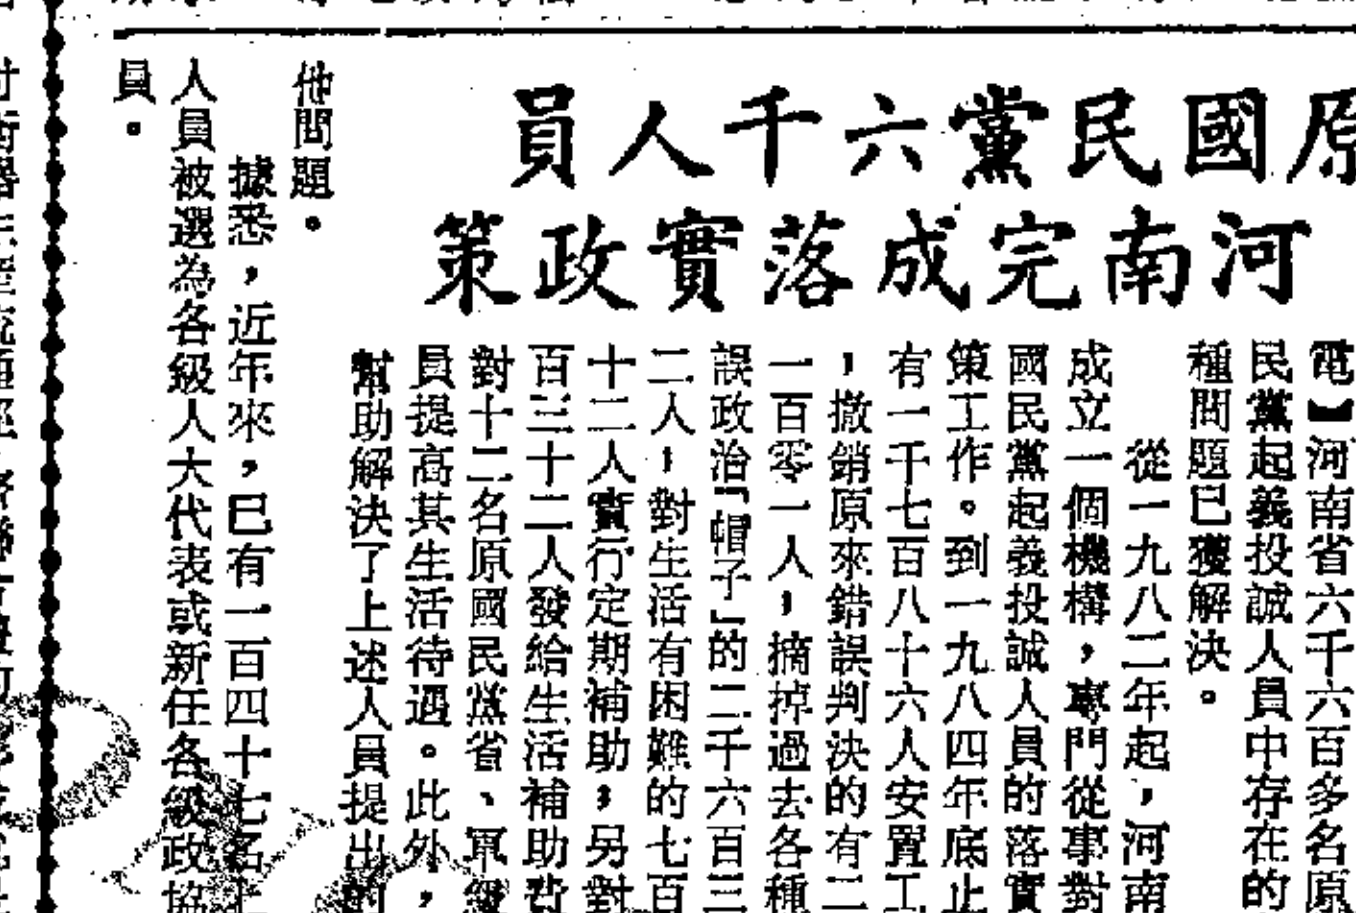 原國民黨六千人員
河南完成落實政策
電】河南省六千六百多名原
民黨起義投誠人員中存在的
種問題已獲解決。
從一九八二年起，河南
成立一個機構，專門從事對
國民黨起義投誠人員的落實
策工作。到一九八四年底止
有一千七百八十六人安置工
，撤銷原來錯誤判決的有二
一百零一人，摘掉過去各種
誤政治「帽子」的二千六百三
二人，對生活有困難的七百
十二人實行定期補助，另對
百三十二人發給生活補助費
對十二名原國民黨省、軍級
員提高其生活待遇。此外，
幫助解決了上述人員提出的
他問題。
據悉，近年來，已有一百四十七名上
人員被選為各級人大代表或新任各級政協
員。